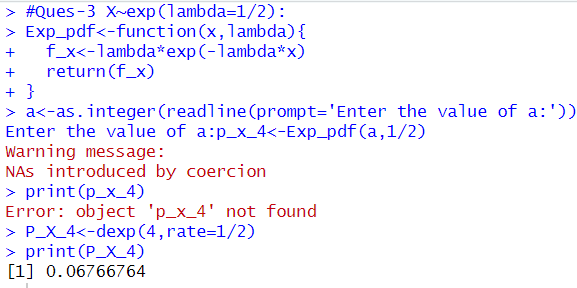 > #Ques-3 X~exp(lambda=1/2):
> Exp_pdf<-function(x,lambda){
+   f_x<-lambda*exp(-lambda*x)
+   return(f_x)
+ }
> a<-as.integer(readline(prompt='Enter the value of a:'))
Enter the value of a:p_x_4<-Exp_pdf(a,1/2)
Warning message:
NAs introduced by coercion
> print(p_x_4)
Error: object 'p_x_4' not found
> P_X_4<-dexp(4,rate=1/2)
> print(P_X_4)
[1] 0.06766764